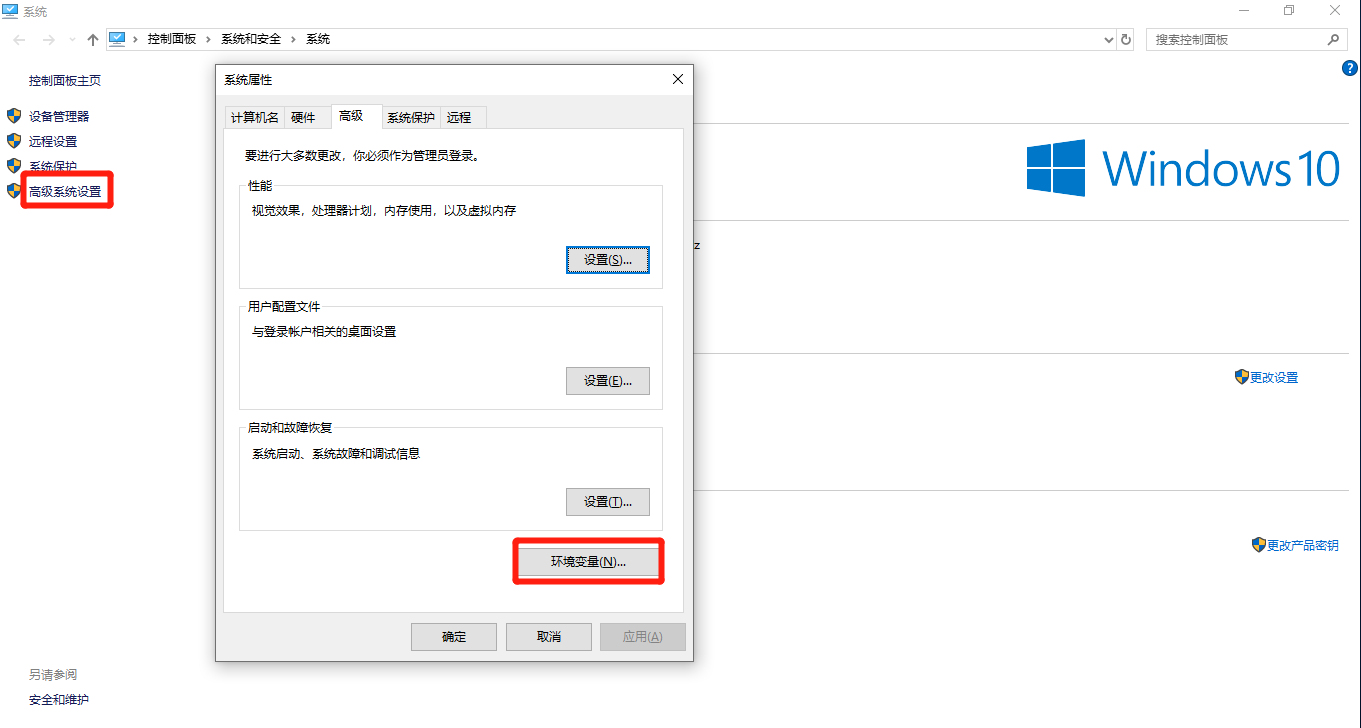 系统
控制面板 系统和安全 系统
搜索控制面板
控制面板主页
设备管理器
远程设置
系统保护
高级系统设置
系统属性
计算机名 硬件 高级 系统保护 远程
要进行大多数更改，你必须作为管理员登录。
性能
视觉效果，处理器计划，内存使用，以及虚拟内存
设置(S)...
用户配置文件
与登录帐户相关的桌面设置
设置(E)...
启动和故障恢复
系统启动、系统故障和调试信息
设置(T)...
环境变量(N)...
确定 取消 应用(A)
?
Windows 10
z
更改设置
更改产品密钥
另请参阅
安全和维护